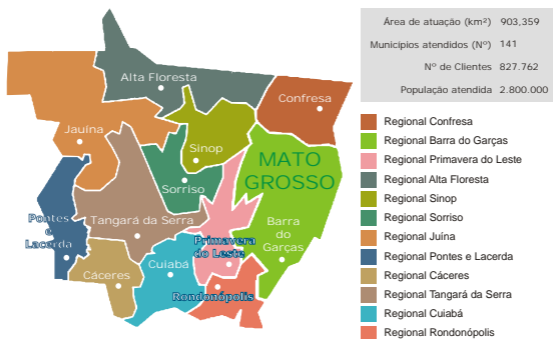 Alta Floresta
Confresa
Jauína
Sinop
MATO
GROSSO
Sorriso
Pontes
e
Lacerda
Tangará da Serra
Barra
do
Garças
Primavera
do Leste
Cáceres
Cuiabá
Rondonópolis
Área de atuação (km²) 903,359
Municipios atendidos (Nº) 141
Nº de Clientes 827.762
População atendida 2.800.000
Regional Confresa
Regional Barra do Garças
Regional Primavera do Leste
Regional Alta Floresta
Regional Sinop
Regional Sorriso
Regional Juína
Regional Pontes e Lacerda
Regional Cáceres
Regional Tangará da Serra
Regional Cuiabá
Regional Rondonópolis